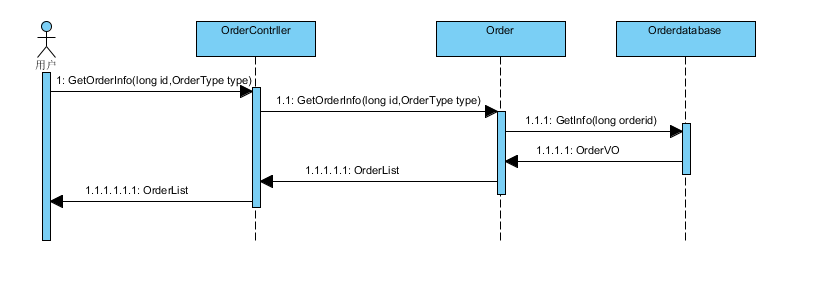 OrderContrller
Order
Orderdatabase
用户
1: GetOrderInfo(long id,OrderType type)
1.1: GetOrderInfo(long id,OrderType type)
1.1.1: GetInfo(long orderid)
1.1.1.1: OrderVO
1.1.1.1.1: OrderList
1.1.1.1.1.1: OrderList